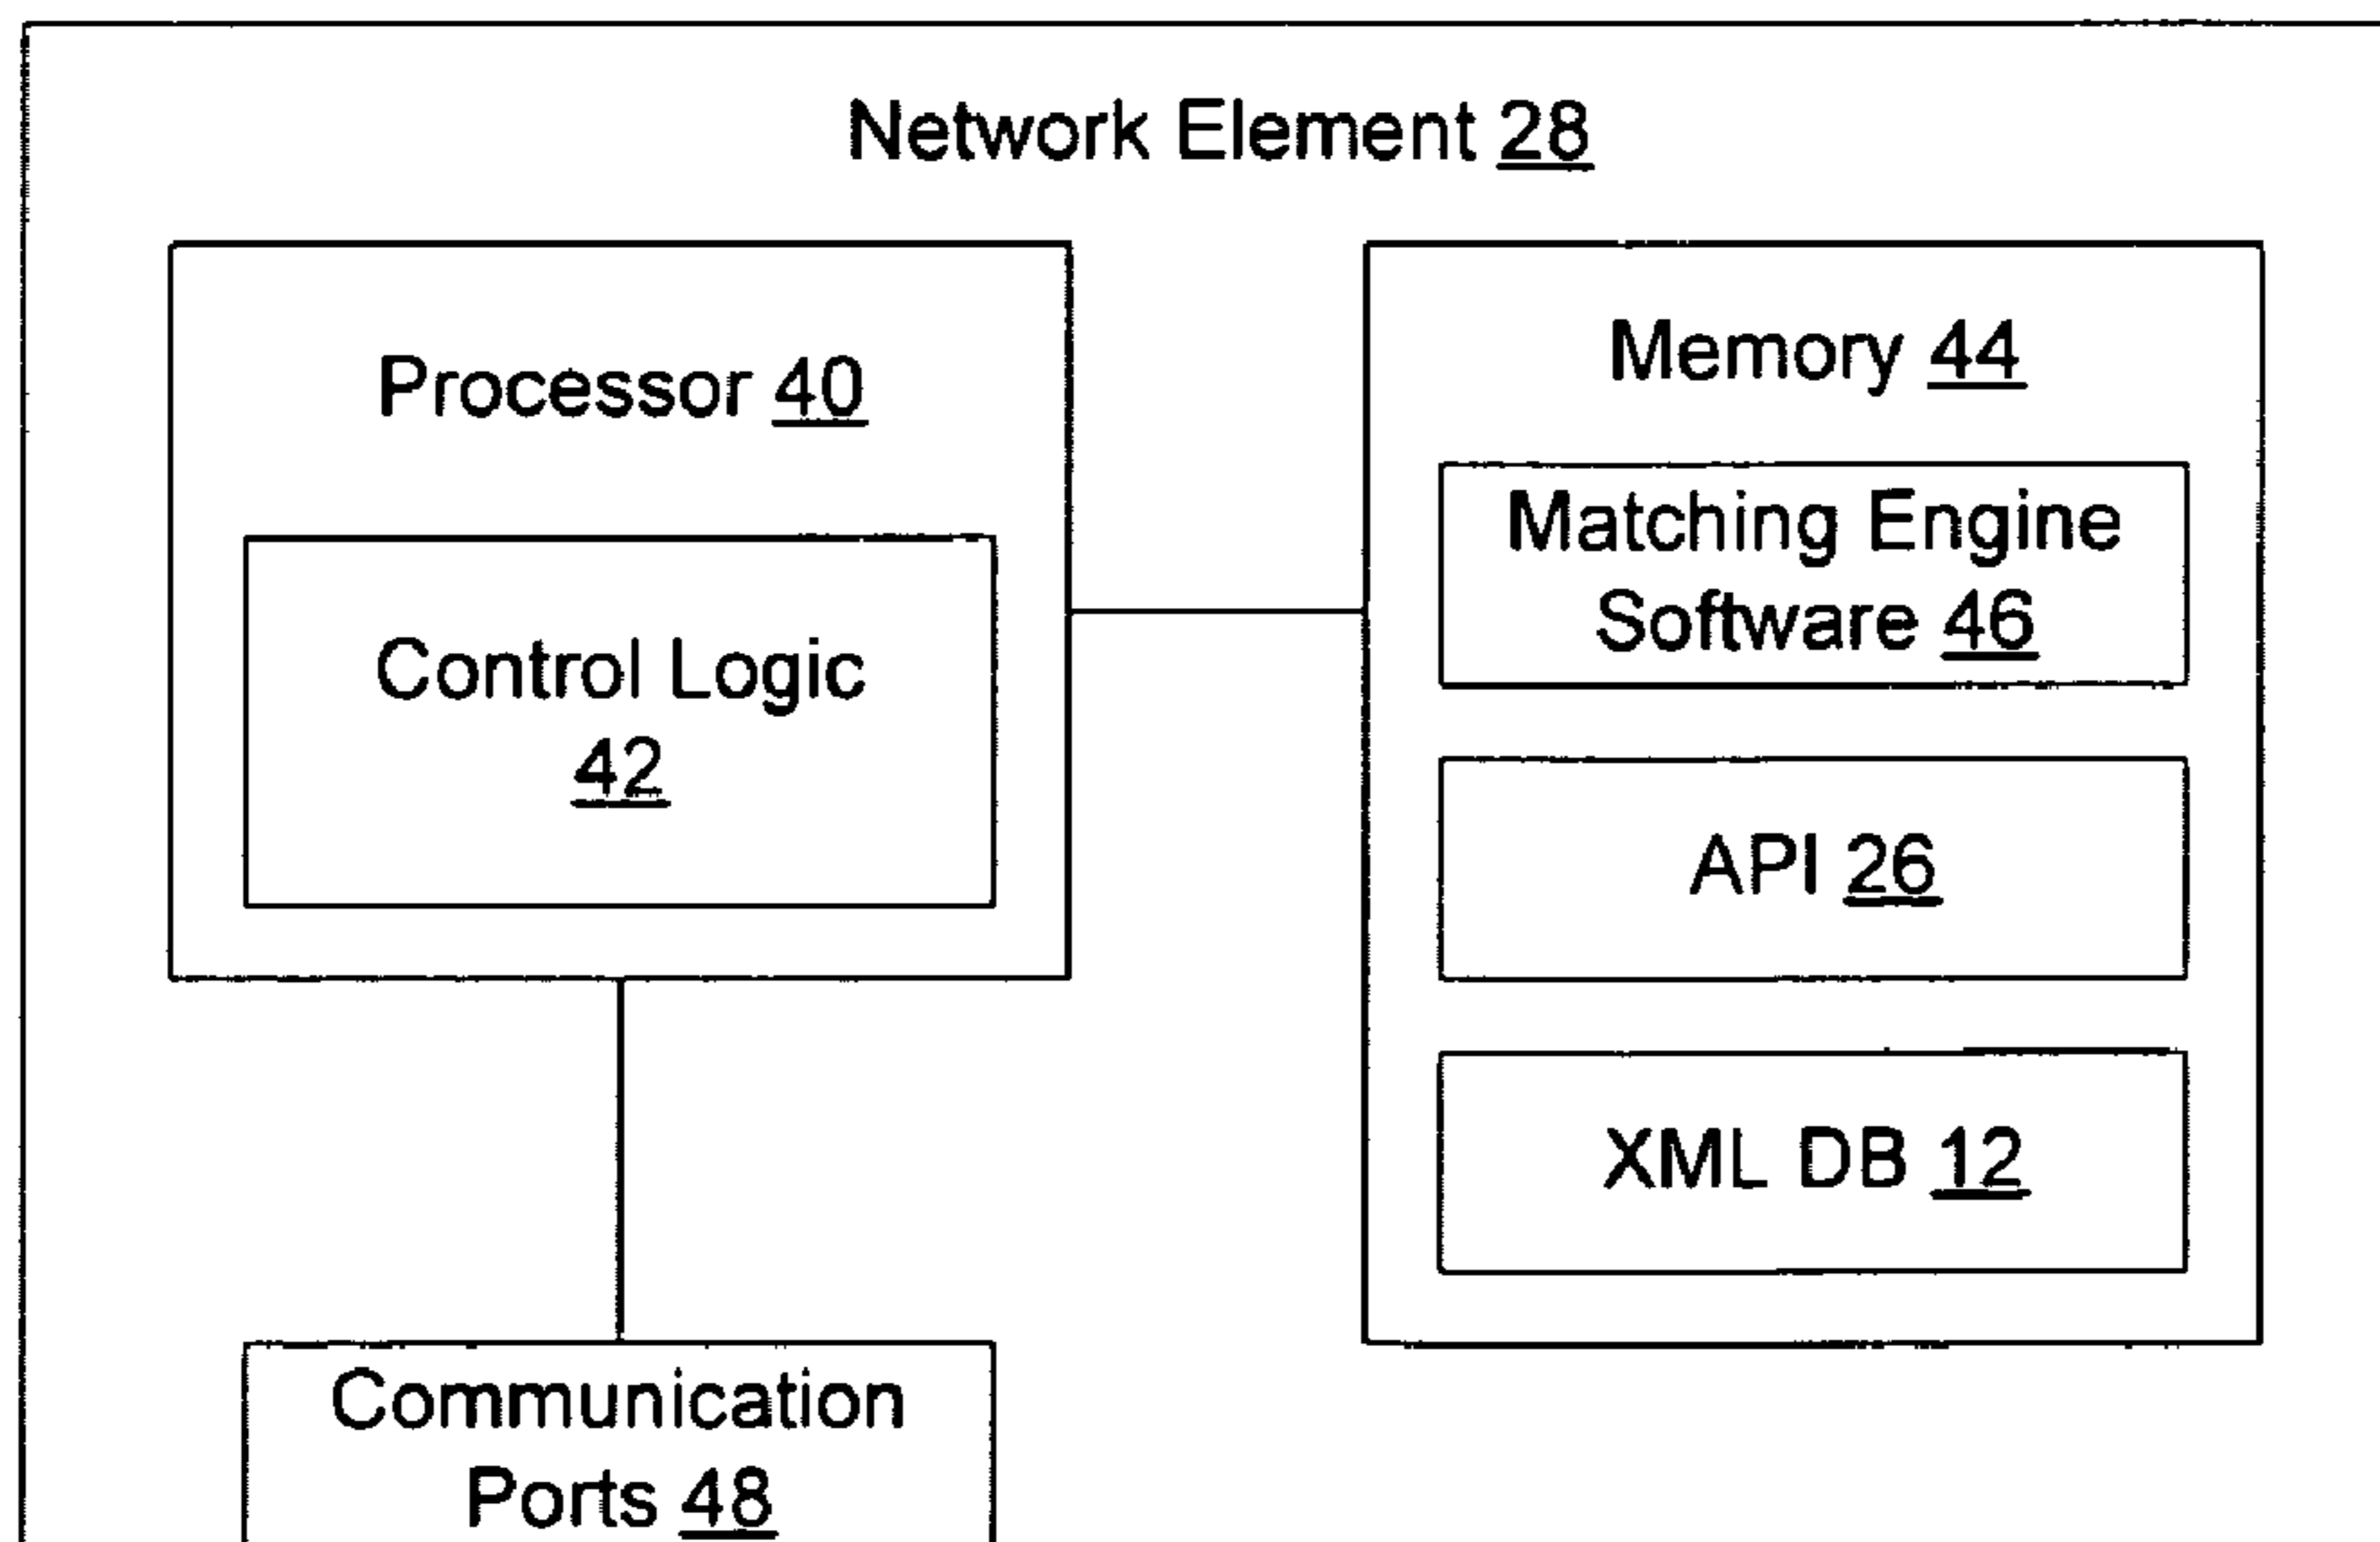 Network Element 28
Processor 40
Control Logic
42
Memory 44
Matching Engine
Software 46
API 26
XML DB 12
Communication
Ports 48